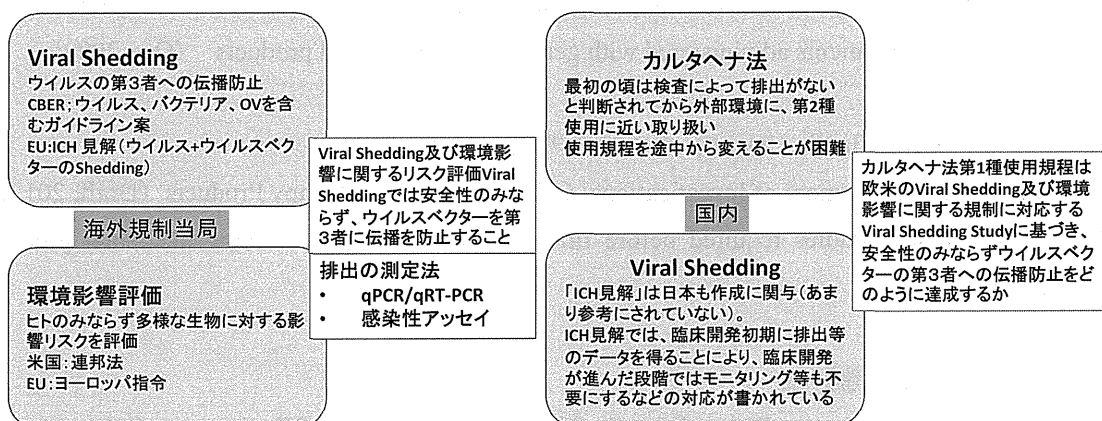 Viral Shedding
ウイルスの第3者への伝播防止
CBER；ウイルス、バクテリア、OVを含
むガイドライン案
EU:ICH 見解（ウイルス+ウイルスベク
ターのShedding）
海外規制当局
環境影響評価
ヒトのみならず多様な生物に対する影
響リスクを評価
米国：連邦法
EU：ヨーロッパ指令
Viral Shedding及び環境影
響に関するリスク評価Viral
Sheddingでは安全性のみな
らず、ウイルスベクターを第
3者に伝播を防止すること
排出の測定法
• qPCR/qRT-PCR
• 感染性アッセイ
カルタヘナ法
最初の頃は検査によって排出がない
と判断されてから外部環境に、第2種
使用に近い取り扱い
使用規程を途中から変えることが困難
国内
Viral Shedding
「ICH見解」は日本も作成に関与（あま
り参考にされていない）。
ICH見解では、臨床開発初期に排出等
のデータを得ることにより、臨床開発
が進んだ段階ではモニタリング等も不
要にするなどの対応が書かれている
カルタヘナ法第1種使用規程は
欧米のViral Shedding及び環境
影響に関する規制に対応する
Viral Shedding Studyに基づき、
安全性のみならずウイルスベク
ターの第3者への伝播防止をど
のように達成するか